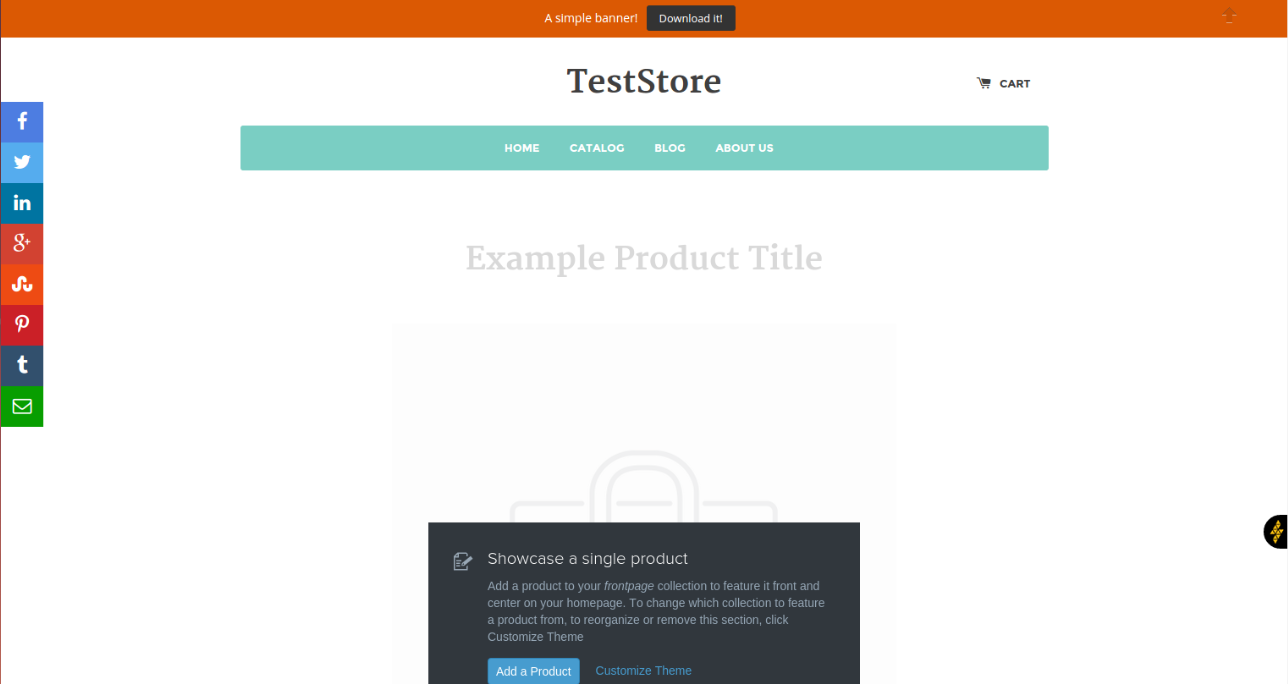 A simple banner! Download it!
TestStore
CART
HOME CATALOG BLOG ABOUT US
Example Product Title
Showcase a single product
Add a product to your frontpage collection to feature it front and
center on your homepage. To change which collection to feature
a product from, to reorganize or remove this section, click
Customize Theme
Add a Product Customize Theme